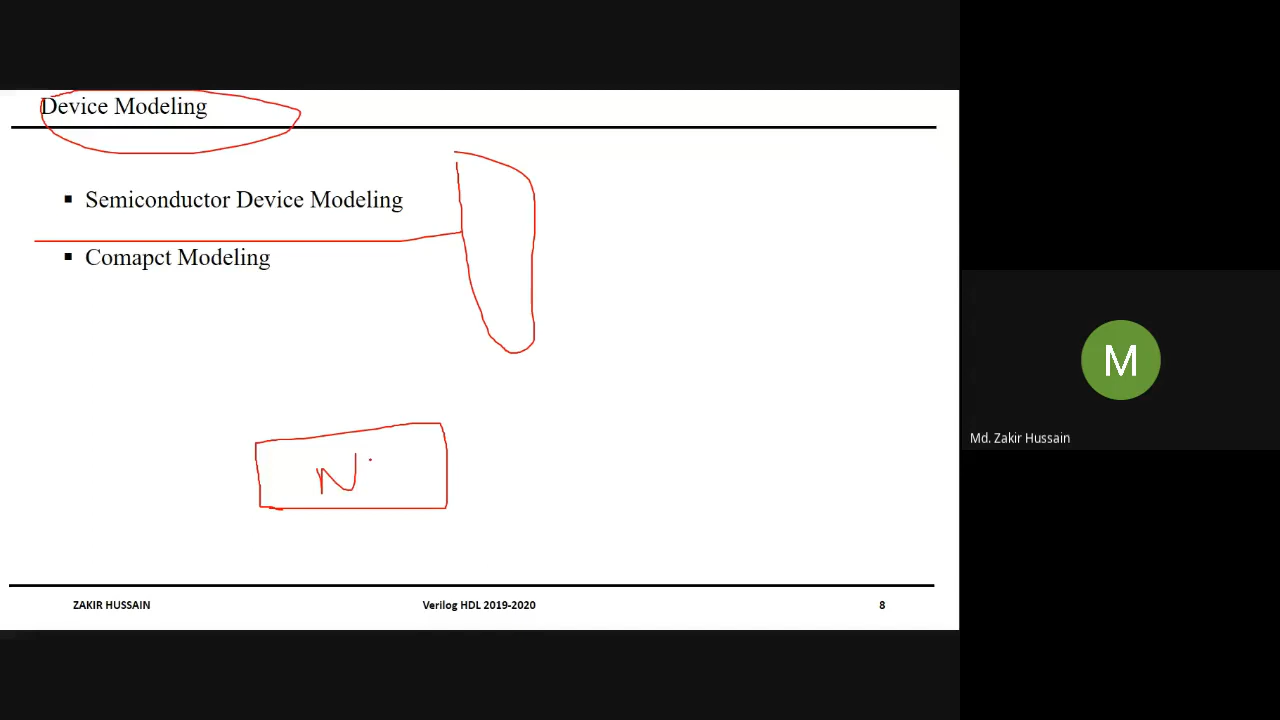 Device Modeling
▪ Semiconductor Device Modeling
▪ Comapct Modeling
N
ZAKIR HUSSAIN Verilog HDL 2019-2020 8
M
Md. Zakir Hussain